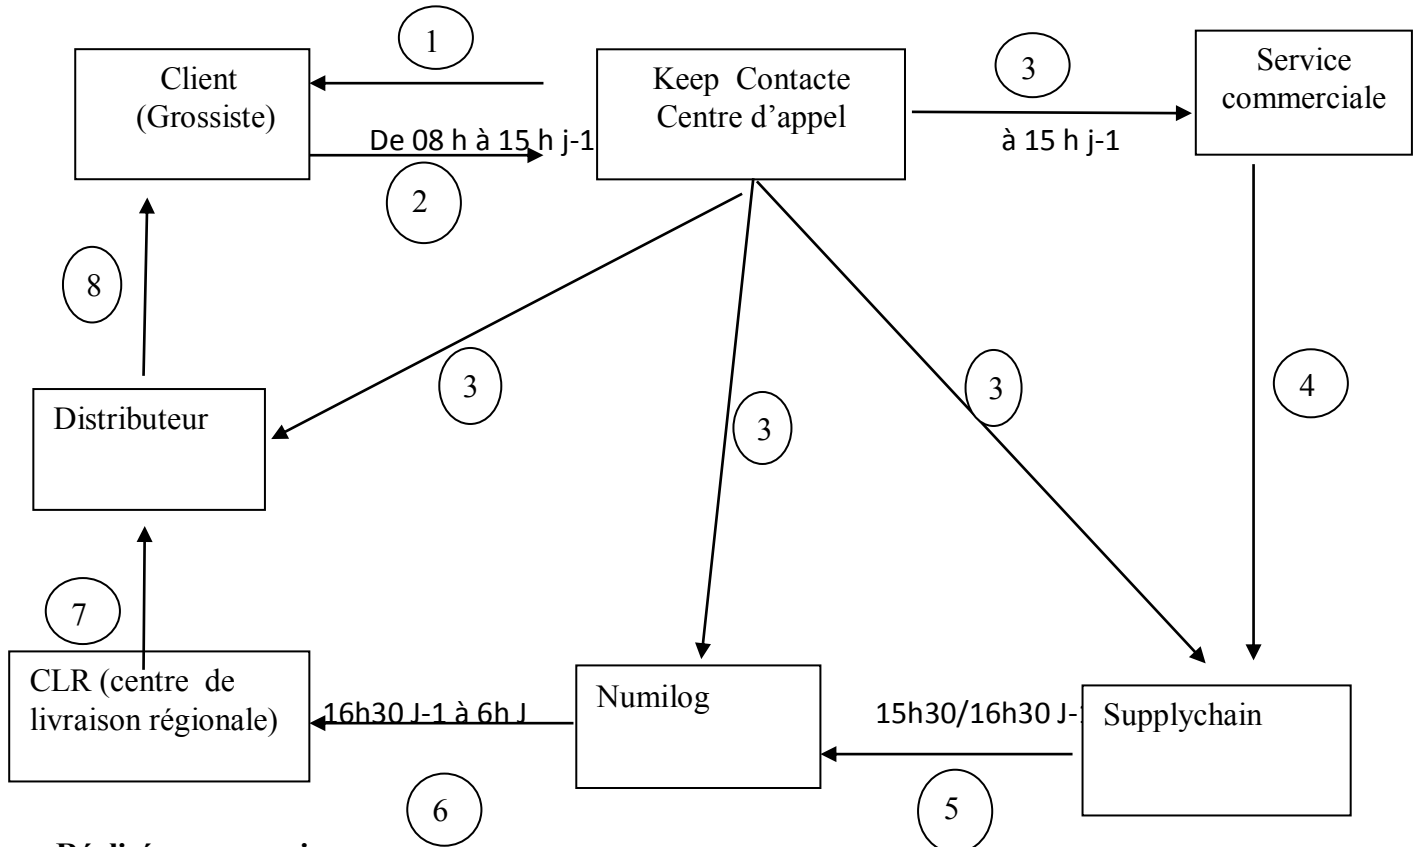 1
Client
(Grossiste)
Keep Contacte
Centre d'appel
3
Service
commerciale
De 08 h à 15 h j-1
à 15 h j-1
2
8
3
3
3
4
Distributeur
7
CLR (centre de
livraison régionale)
16h30 J-1 à 6h J
Numilog
15h30/16h30 J-1
Supplychain
6
5